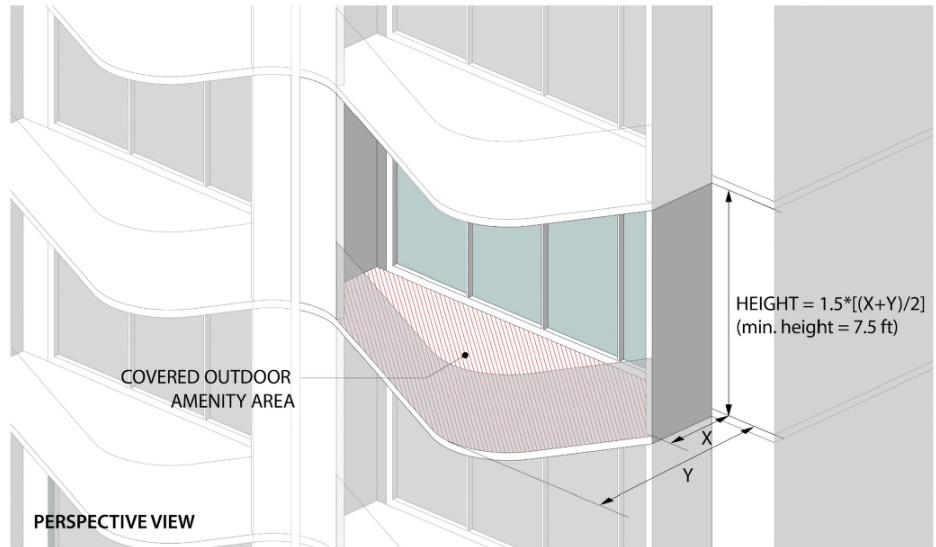 HEIGHT = 1.5*[(X+Y)/2]
(min. height = 7.5 ft)
COVERED OUTDOOR
AMENITY AREA
X
Y
PERSPECTIVE VIEW